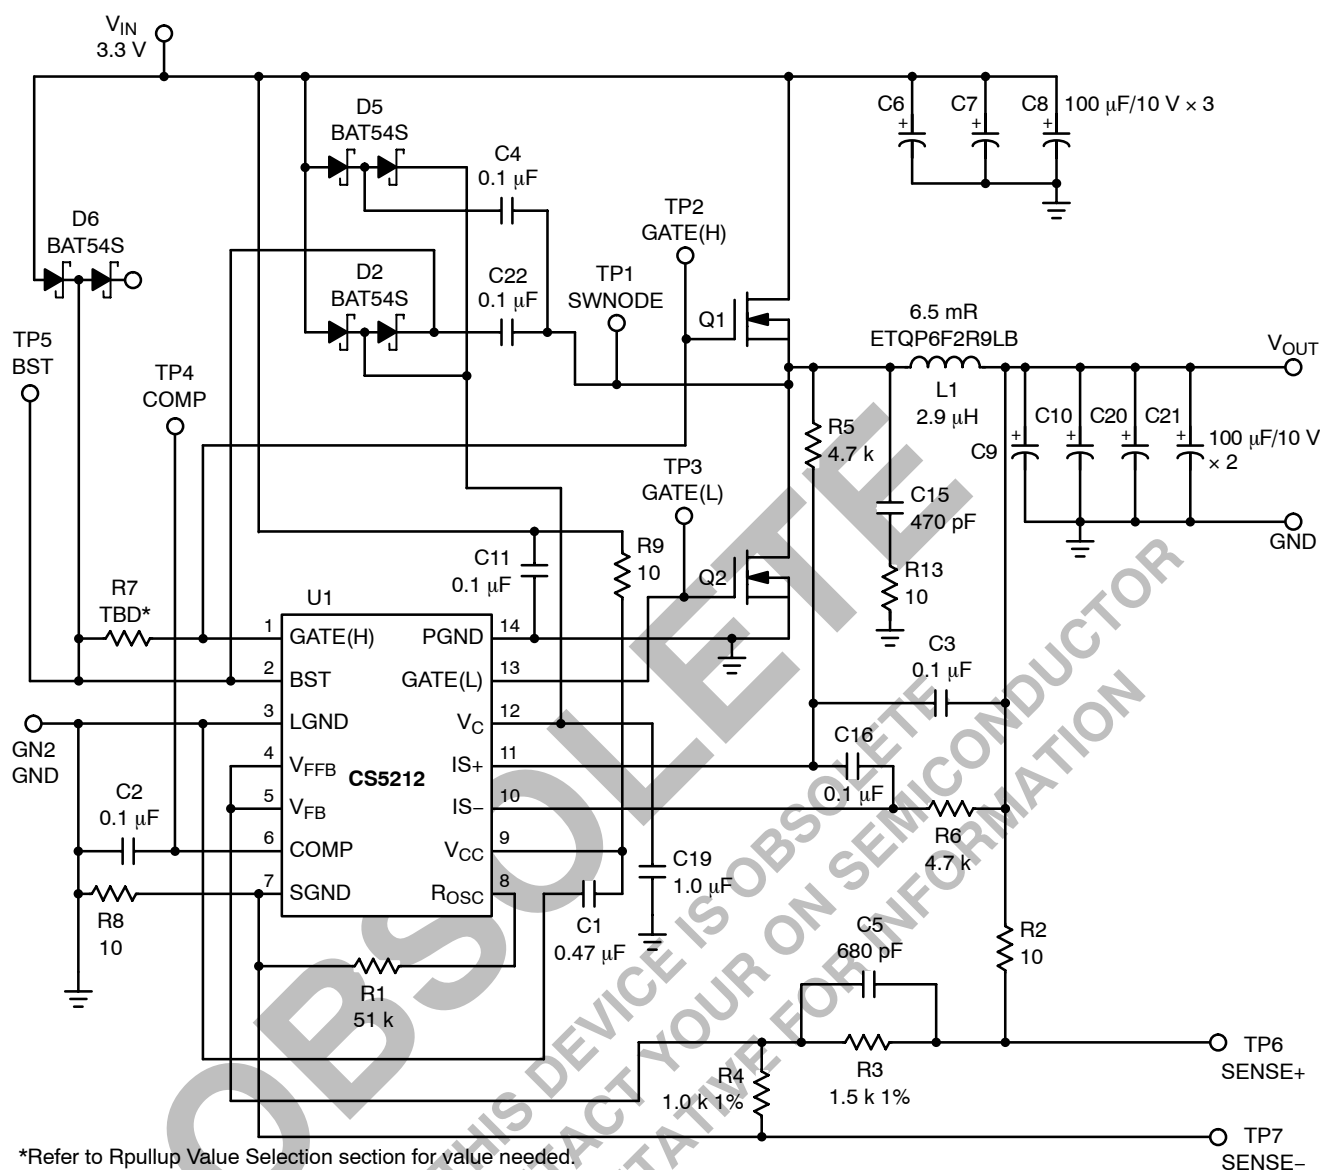 V_IN
3.3 V
D5
BAT54S
C4
0.1 µF
C6
C7
C8
100 µF/10 V × 3
+
+
+
D6
BAT54S
TP2
GATE(H)
D2
BAT54S
C22
0.1 µF
TP1
SWNODE
Q1
6.5 mR
ETQP6F2R9LB
L1
2.9 µH
V_OUT
TP5
BST
TP4
COMP
R5
4.7 k
C9
C10
C20
C21
+
+
+
+
100 µF/10 V
× 2
TP3
GATE(L)
C15
470 pF
GND
C11
0.1 µF
R9
10
Q2
R13
10
R7
TBD*
U1
1
GATE(H)
PGND
14
2
BST
GATE(L)
13
3
LGND
V_C
12
4
V_FFB
IS+
11
5
V_FB
IS−
10
6
COMP
V_CC
9
7
SGND
R_OSC
8
CS5212
C3
0.1 µF
C16
0.1 µF
GN2
GND
C2
0.1 µF
R6
4.7 k
C19
1.0 µF
R8
10
C1
0.47 µF
R1
51 k
C5
680 pF
R2
10
R4
1.0 k 1%
R3
1.5 k 1%
TP6
SENSE+
TP7
SENSE−
*Refer to Rpullup Value Selection section for value needed.
OBSOLETE
THIS DEVICE IS OBSOLETE
CONTACT YOUR ON SEMICONDUCTOR
FOR INFORMATION